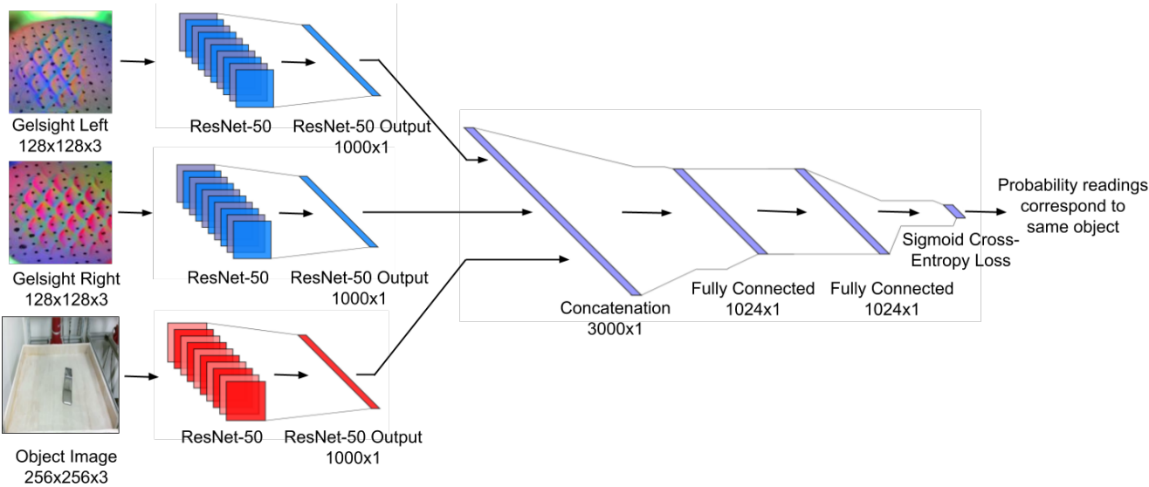 Gelsight Left
128x128x3
ResNet-50
ResNet-50 Output
1000x1
Gelsight Right
128x128x3
ResNet-50
ResNet-50 Output
1000x1
Object Image
256x256x3
ResNet-50
ResNet-50 Output
1000x1
Concatenation
3000x1
Fully Connected
1024x1
Fully Connected
1024x1
Sigmoid Cross-
Entropy Loss
Probability readings
correspond to
same object